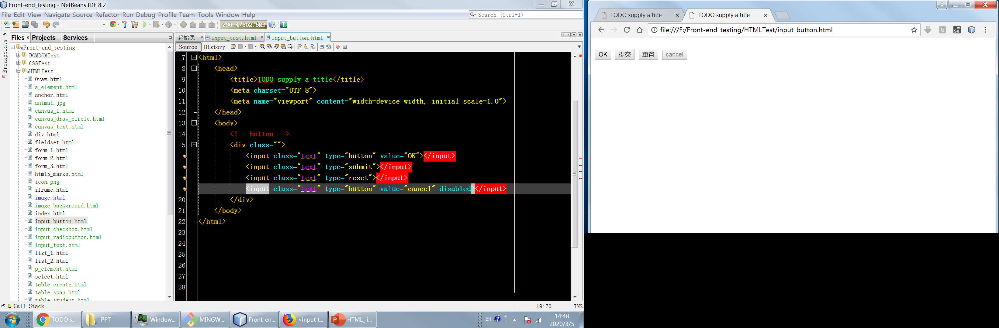 Front-end_testing - NetBeans IDE 8.2
File Edit View Navigate Source Refactor Run Debug Profile Team Tools Window Help
Search (Ctrl+I)
260.4/502.5MB
Breakpoints
Files Projects Services
Front-end_testing
BOMDOMTest
CSSTest
HTMLTest
0raw.html
a_element.html
anchor.html
animal.jpg
canvas_1.html
canvas_draw_circle.html
canvas_text.html
div.html
fieldset.html
form_1.html
form_2.html
form_3.html
html5_marks.html
icon.png
iframe.html
image.html
image_background.html
index.html
input_button.html
input_checkbox.html
input_radiobutton.html
input_text.html
list_1.html
list_2.html
p_element.html
select.html
table_create.html
table_span.html
table_student.html
起始页 input_text.html input_button.html
Source History
7 <html>
8 <head>
9 <title>TODO supply a title</title>
10 <meta charset="UTF-8">
11 <meta name="viewport" content="width=device-width, initial-scale=1.0">
12 </head>
13 <body>
14 <!-- button -->
15 <div class="">
<input class="text" type="button" value="OK"></input>
<input class="text" type="submit"></input>
<input class="text" type="reset"></input>
<input class="text" type="button" value="cancel" disabled></input>
20 </div>
21 </body>
22 </html>
23
24
25
26
27
28
Call Stack
19:70 INS
TODO s... PPT Window... MINGW... Front-en... <input t... HTML_ i...
EN
14:48
2020/3/5
TODO supply a title TODO supply a title
file:///F:/Front-end_testing/HTMLTest/input_button.html
G Se
OK 提交 重置 cancel